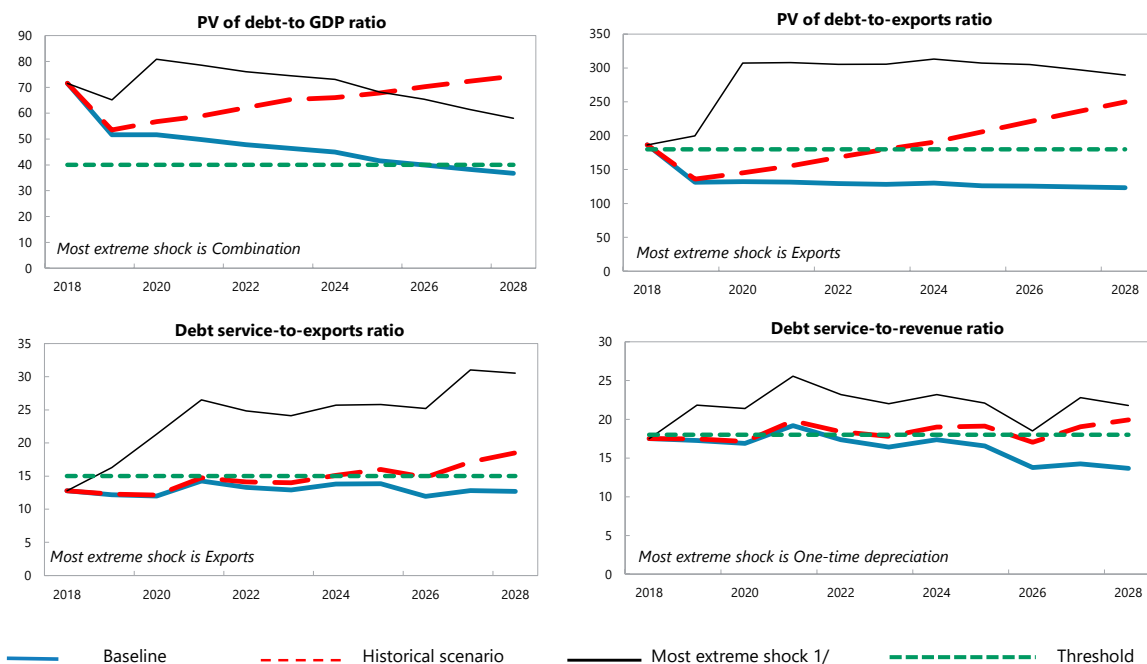 PV of debt-to GDP ratio
90
80
70
60
50
40
30
20
10
0
Most extreme shock is Combination
2018 2020 2022 2024 2026 2028
PV of debt-to-exports ratio
350
300
250
200
150
100
50
0
Most extreme shock is Exports
2018 2020 2022 2024 2026 2028
Debt service-to-exports ratio
35
30
25
20
15
10
5
0
Most extreme shock is Exports
2018 2020 2022 2024 2026 2028
Debt service-to-revenue ratio
30
25
20
15
10
5
0
Most extreme shock is One-time depreciation
2018 2020 2022 2024 2026 2028
Baseline Historical scenario Most extreme shock 1/ Threshold